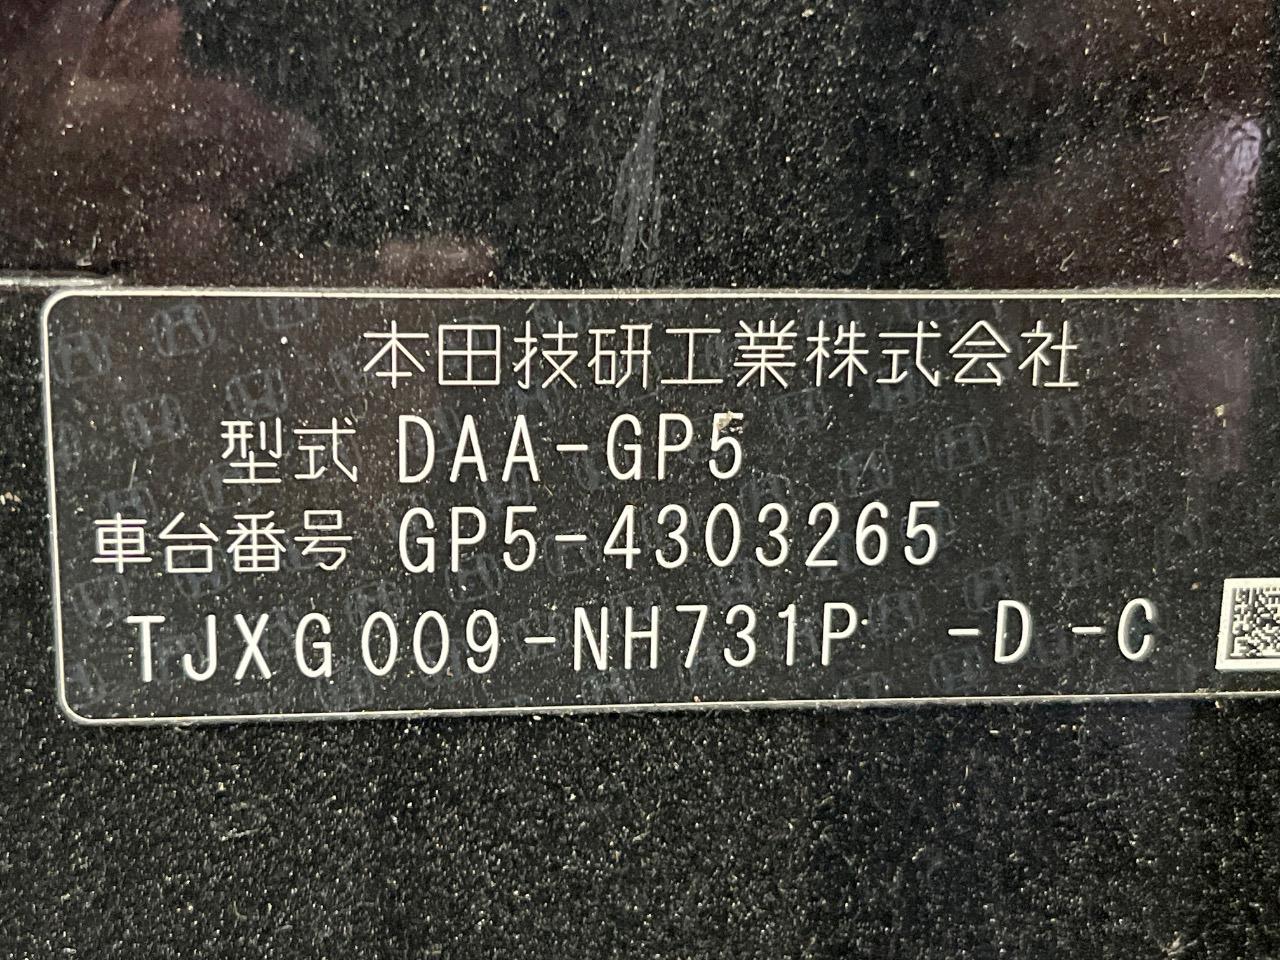 本田技研工業株式会社
型式 DAA-GP5
車台番号 GP5-4303265
TJXG009-NH731P -D -C